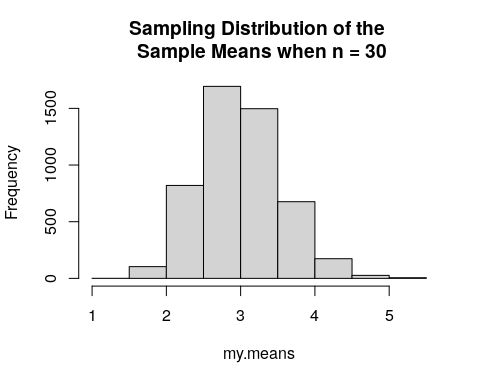 Sampling Distribution of the
Sample Means when n = 30
Frequency
1500
1000
500
0
1 2 3 4 5
my.means